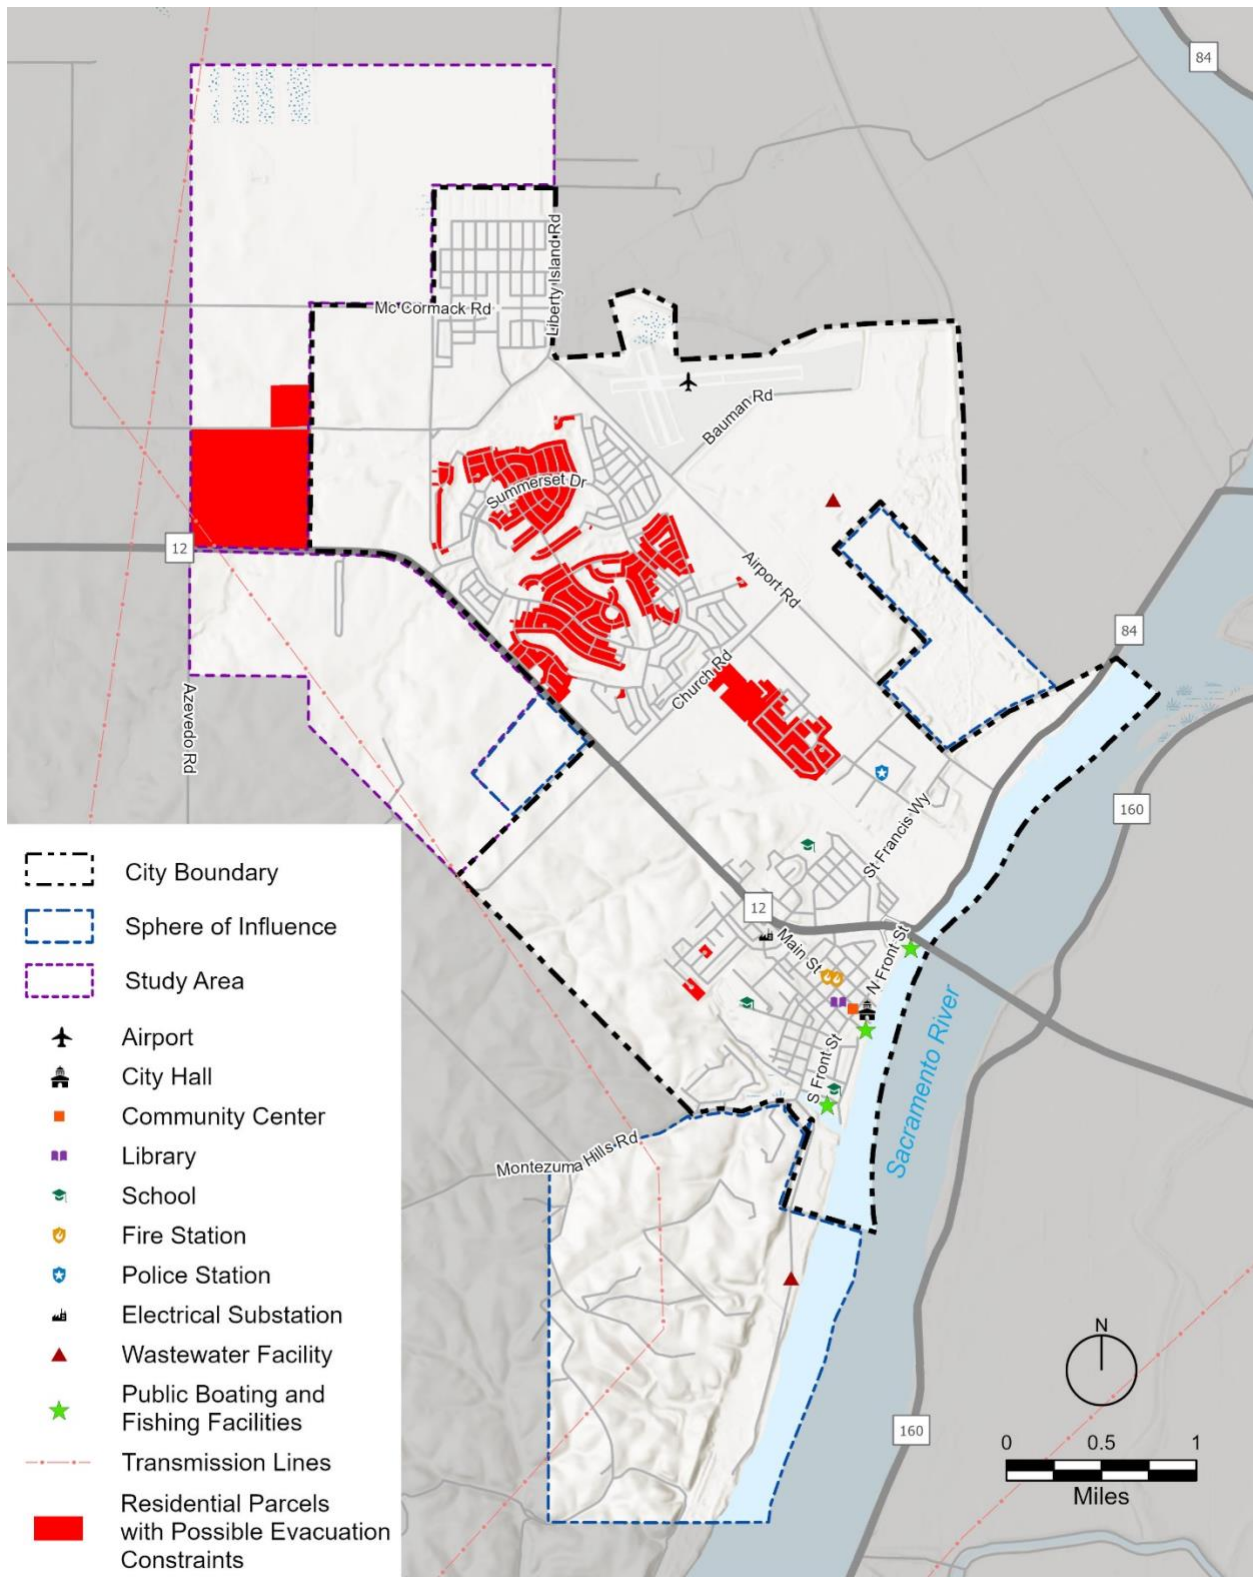 84
Liberty Island Rd
Mc Cormack Rd
Bauman Rd
Summerset Dr
12
Airport Rd
84
Church Rd
Azevedo Rd
160
St Francis Wy
12
Main St
N Front St
S Front St
Sacramento River
Montezuma Hills Rd
160
City Boundary
Sphere of Influence
Study Area
Airport
City Hall
Community Center
Library
School
Fire Station
Police Station
Electrical Substation
Wastewater Facility
Public Boating and
Fishing Facilities
Transmission Lines
Residential Parcels
with Possible Evacuation
Constraints
N
0 0.5 1
Miles